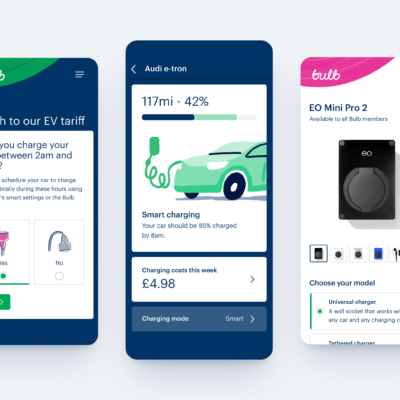 bulb
h to our EV tariff
you charge your
between 2am and
?
schedule your car to charge
tically during these hours using
r's smart settings or the Bulb
Yes
No
Audi e-tron
117mi • 42%
Smart charging
Your car should be 85% charged
by 8am.
Charging costs this week
£4.98
Charging mode
Smart
bulb
EO Mini Pro 2
Available to all Bulb members
eo
Choose your model
Universal charger
A wall socket that works wi
any car and any charging c
Tethered charger